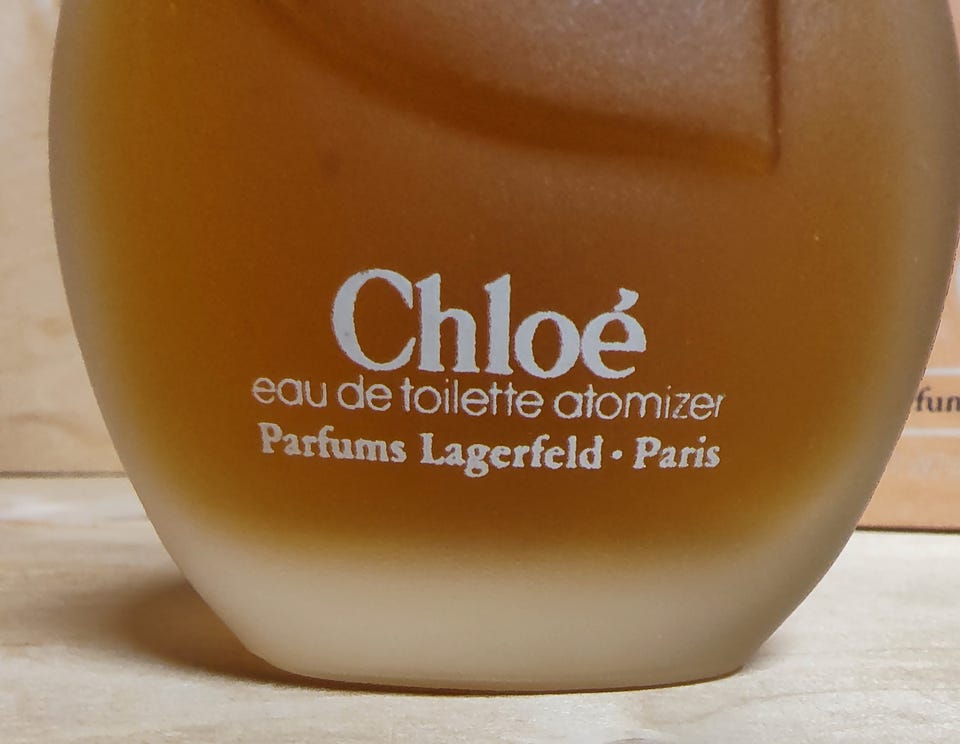 Chloé
eau de toilette atomizer
Parfums Lagerfeld • Paris